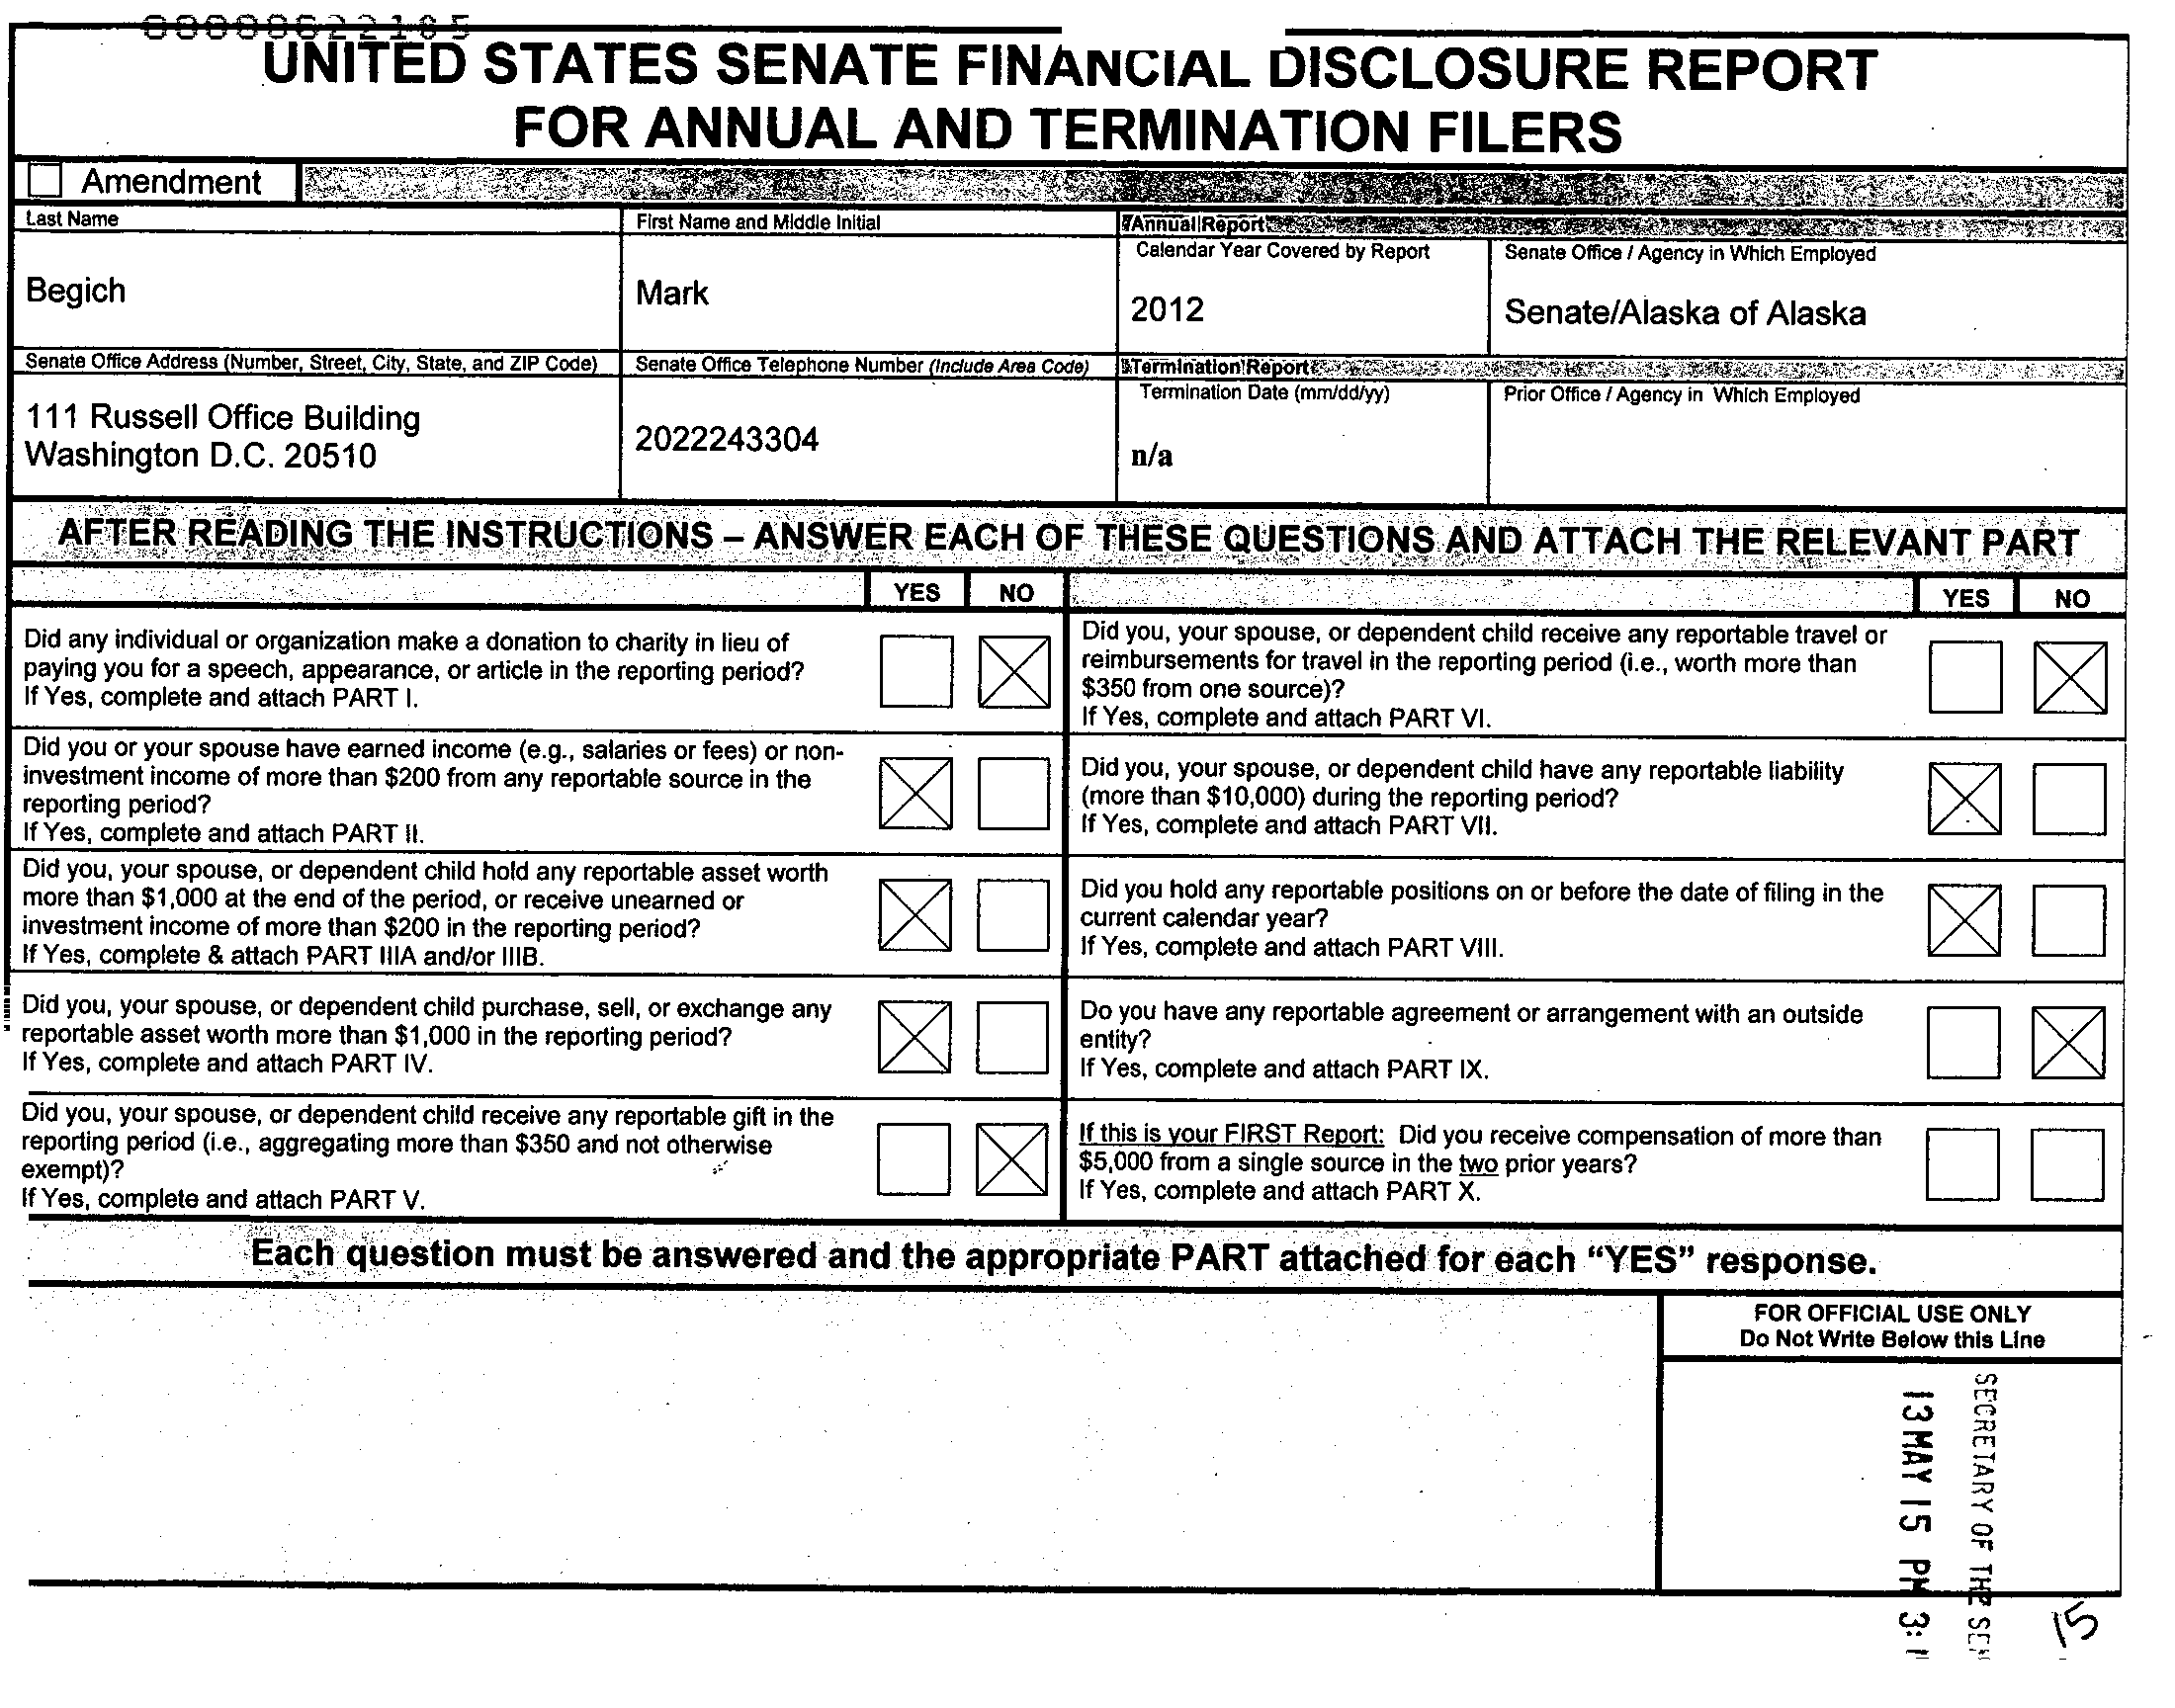 00000622185
UNITED STATES SENATE FINANCIAL DISCLOSURE REPORT
FOR ANNUAL AND TERMINATION FILERS
Amendment
Last Name
First Name and Middle Initial
Annual Report
Calendar Year Covered by Report
Senate Office / Agency in Which Employed
Begich
Mark
2012
Senate/Alaska of Alaska
Senate Office Address (Number, Street, City, State, and ZIP Code)
Senate Office Telephone Number (Include Area Code)
Termination Report
Termination Date (mm/dd/yy)
Prior Office / Agency in Which Employed
111 Russell Office Building
Washington D.C. 20510
2022243304
n/a
AFTER READING THE INSTRUCTIONS – ANSWER EACH OF THESE QUESTIONS AND ATTACH THE RELEVANT PART
YES NO
YES NO
Did any individual or organization make a donation to charity in lieu of
paying you for a speech, appearance, or article in the reporting period?
If Yes, complete and attach PART I.
Did you, your spouse, or dependent child receive any reportable travel or
reimbursements for travel in the reporting period (i.e., worth more than
$350 from one source)?
If Yes, complete and attach PART VI.
Did you or your spouse have earned income (e.g., salaries or fees) or non-
investment income of more than $200 from any reportable source in the
reporting period?
If Yes, complete and attach PART II.
Did you, your spouse, or dependent child have any reportable liability
(more than $10,000) during the reporting period?
If Yes, complete and attach PART VII.
Did you, your spouse, or dependent child hold any reportable asset worth
more than $1,000 at the end of the period, or receive unearned or
investment income of more than $200 in the reporting period?
If Yes, complete & attach PART IIIA and/or IIIB.
Did you hold any reportable positions on or before the date of filing in the
current calendar year?
If Yes, complete and attach PART VIII.
Did you, your spouse, or dependent child purchase, sell, or exchange any
reportable asset worth more than $1,000 in the reporting period?
If Yes, complete and attach PART IV.
Do you have any reportable agreement or arrangement with an outside
entity?
If Yes, complete and attach PART IX.
Did you, your spouse, or dependent child receive any reportable gift in the
reporting period (i.e., aggregating more than $350 and not otherwise
exempt)?
If Yes, complete and attach PART V.
If this is your FIRST Report: Did you receive compensation of more than
$5,000 from a single source in the two prior years?
If Yes, complete and attach PART X.
Each question must be answered and the appropriate PART attached for each “YES” response.
FOR OFFICIAL USE ONLY
Do Not Write Below this Line
SECRETARY OF THE SEN
13 MAY 15 PM 3:1
15